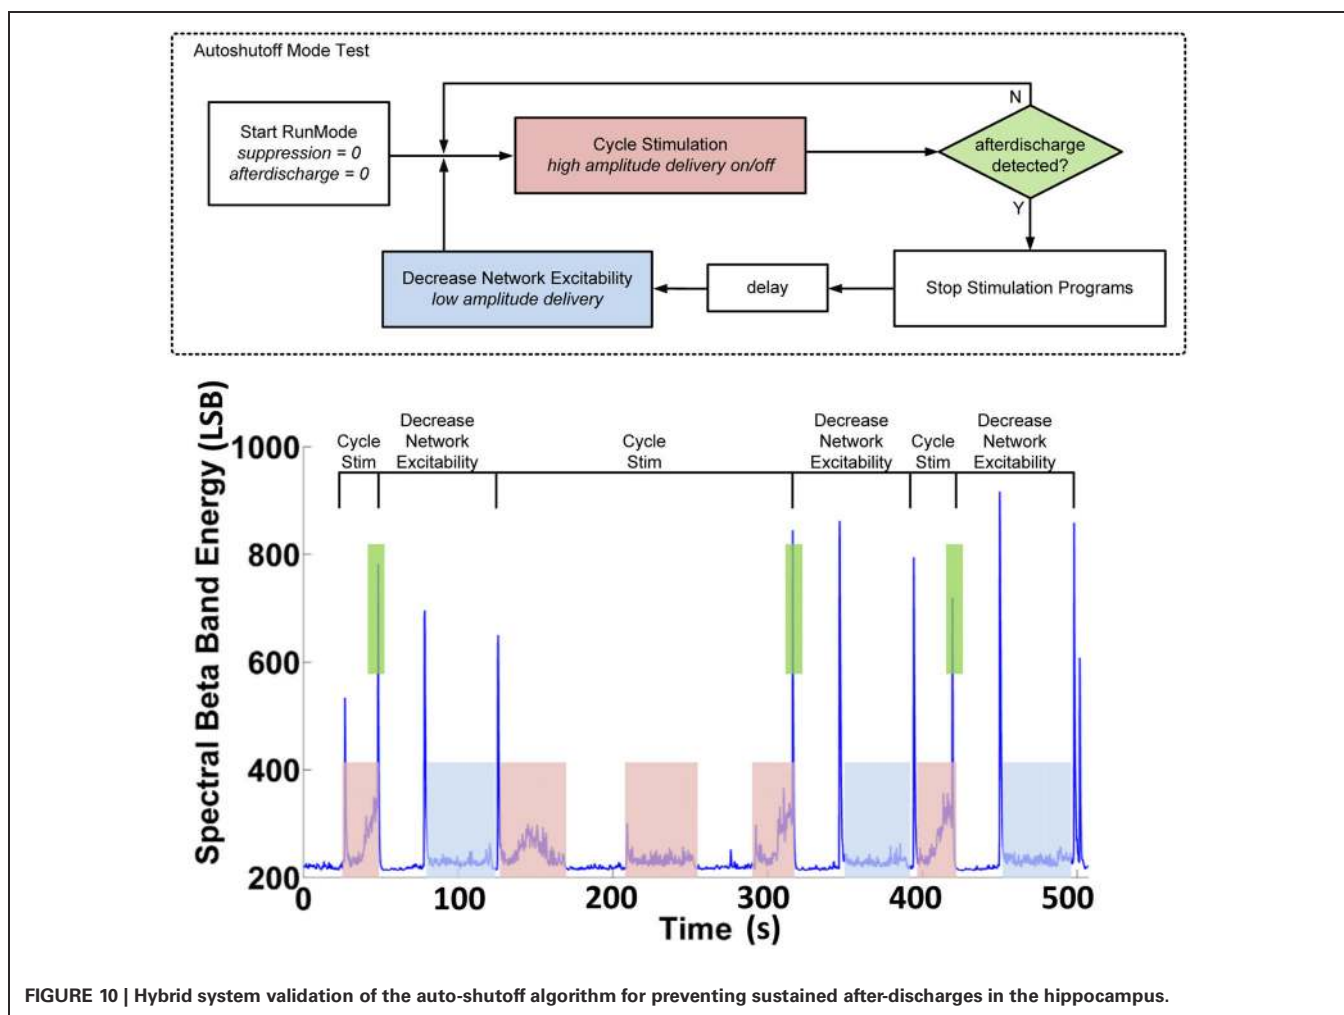 Autoshutoff Mode Test
Start RunMode
suppression = 0
afterdischarge = 0
Cycle Stimulation
high amplitude delivery on/off
N
afterdischarge
detected?
Y
Decrease Network Excitability
low amplitude delivery
delay
Stop Stimulation Programs
Spectral Beta Band Energy (LSB)
1000
800
600
400
200
Cycle
Stim
Decrease
Network
Excitability
Cycle
Stim
Decrease
Network
Excitability
Cycle
Stim
Decrease
Network
Excitability
0
100
200
300
400
500
Time (s)
FIGURE 10 | Hybrid system validation of the auto-shutoff algorithm for preventing sustained after-discharges in the hippocampus.